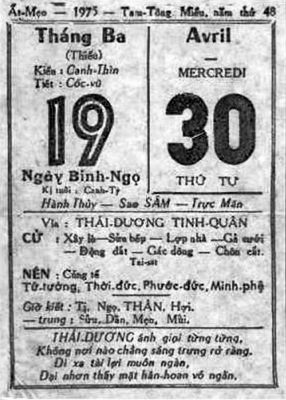 Ất-Mẹo — 1975 — Tam-Tông Miếu, năm thứ 48
Tháng Ba
(Thiếu)
Kiến : Canh-Thìn
Tiết : Cốc-vũ
19
Ngày Bính-Ngọ
Kị tuổi : Canh-Tý
Avril
MERCREDI
30
THỨ TƯ
Hành Thủy — Sao SÂM — Trực Mãn
Vía : THÁI-DƯƠNG TINH-QUÂN
CỮ : Xây lò—Sửa bếp — Lợp nhà —Gả cưới
— Động đất — Gác đòng — Chôn cất.
Tai-sát
NÊN : Cúng tế
Tứ-tướng, Thời-đức, Phước-đức, Minh-phệ
Giờ kiết : Tí, Ngọ, THÂN, Hợi.
— trung : Sửu, Dần, Mẹo, Mùi.
THÁI-DƯƠNG ánh giọi từng từng,
Không nơi nào chẳng sáng trưng rỡ ràng.
Đi xa tài lợi muôn ngàn,
Đại nhơn thấy mặt hân-hoan vô ngần.